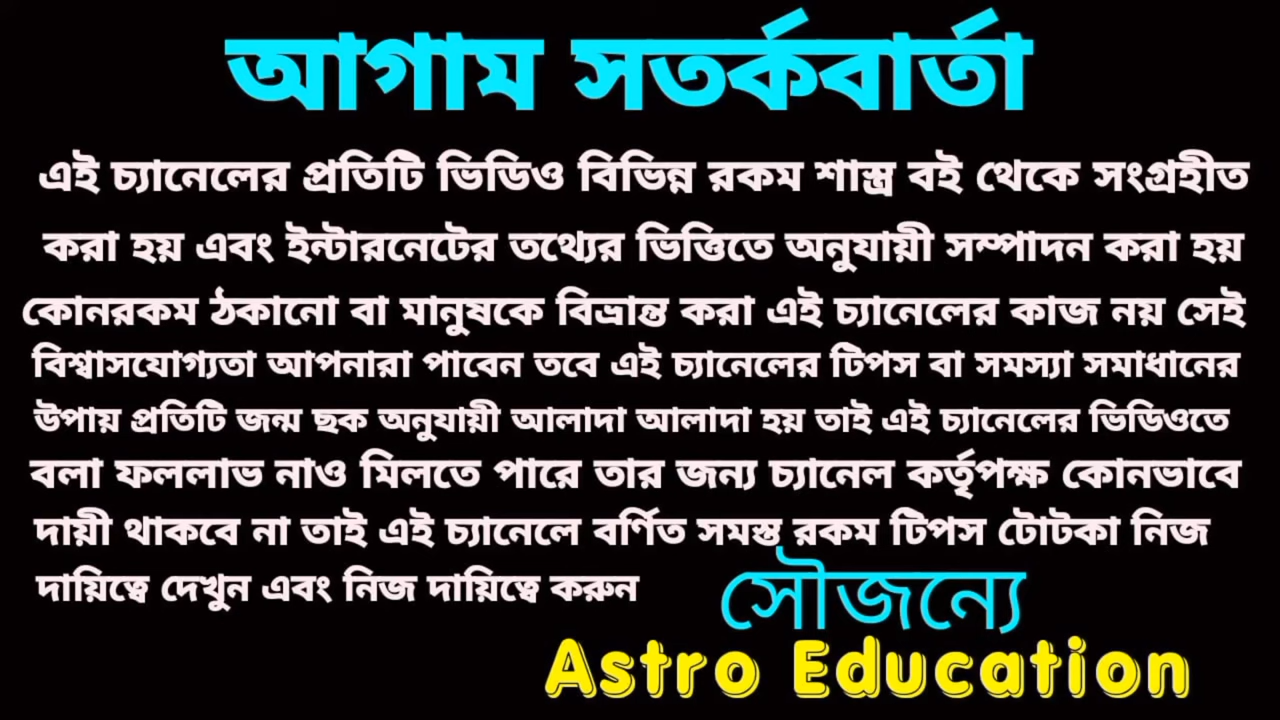 আগাম সতর্কবার্তা
এই চ্যানেলের প্রতিটি ভিডিও বিভিন্ন রকম শাস্ত্র বই থেকে সংগ্রহীত
করা হয় এবং ইন্টারনেটের তথ্যের ভিত্তিতে অনুযায়ী সম্পাদন করা হয়
কোনরকম ঠকানো বা মানুষকে বিভ্রান্ত করা এই চ্যানেলের কাজ নয় সেই
বিশ্বাসযোগ্যতা আপনারা পাবেন তবে এই চ্যানেলের টিপস বা সমস্যা সমাধানের
উপায় প্রতিটি জন্ম ছক অনুযায়ী আলাদা আলাদা হয় তাই এই চ্যানেলের ভিডিওতে
বলা ফললাভ নাও মিলতে পারে তার জন্য চ্যানেল কর্তৃপক্ষ কোনভাবে
দায়ী থাকবে না তাই এই চ্যানেলে বর্ণিত সমস্ত রকম টিপস টোটকা নিজ
দায়িত্বে দেখুন এবং নিজ দায়িত্বে করুন
সৌজন্যে
Astro Education